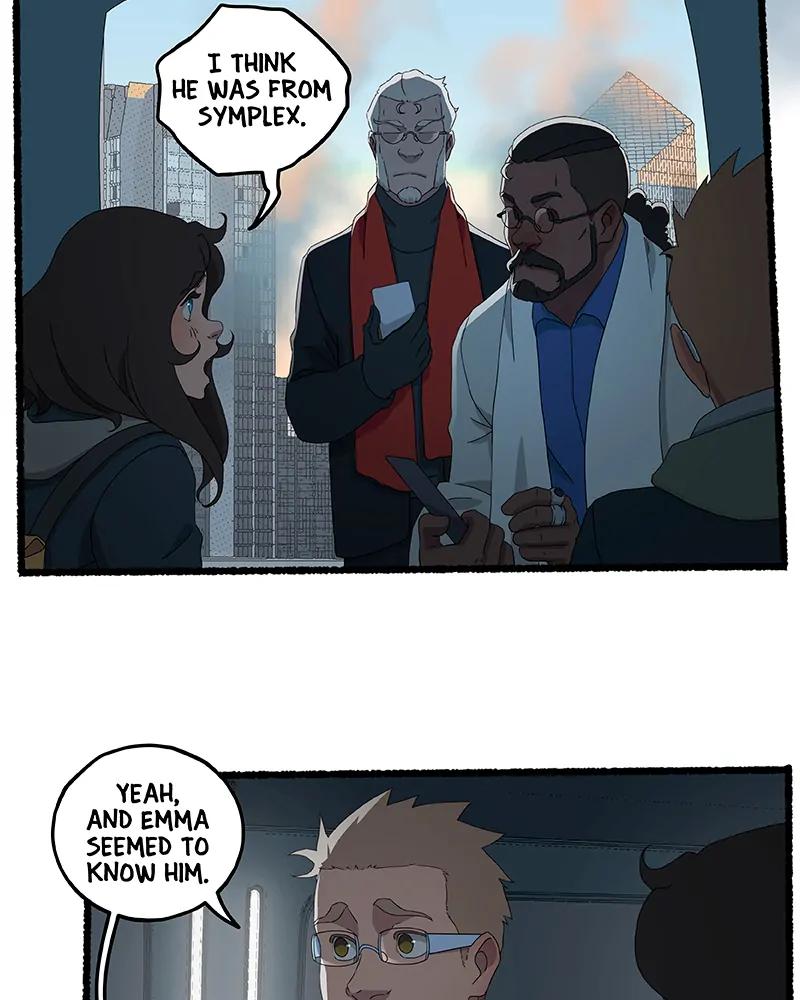 I THINK
HE WAS FROM
SYMPLEX.
YEAH,
AND EMMA
SEEMED TO
KNOW HIM.